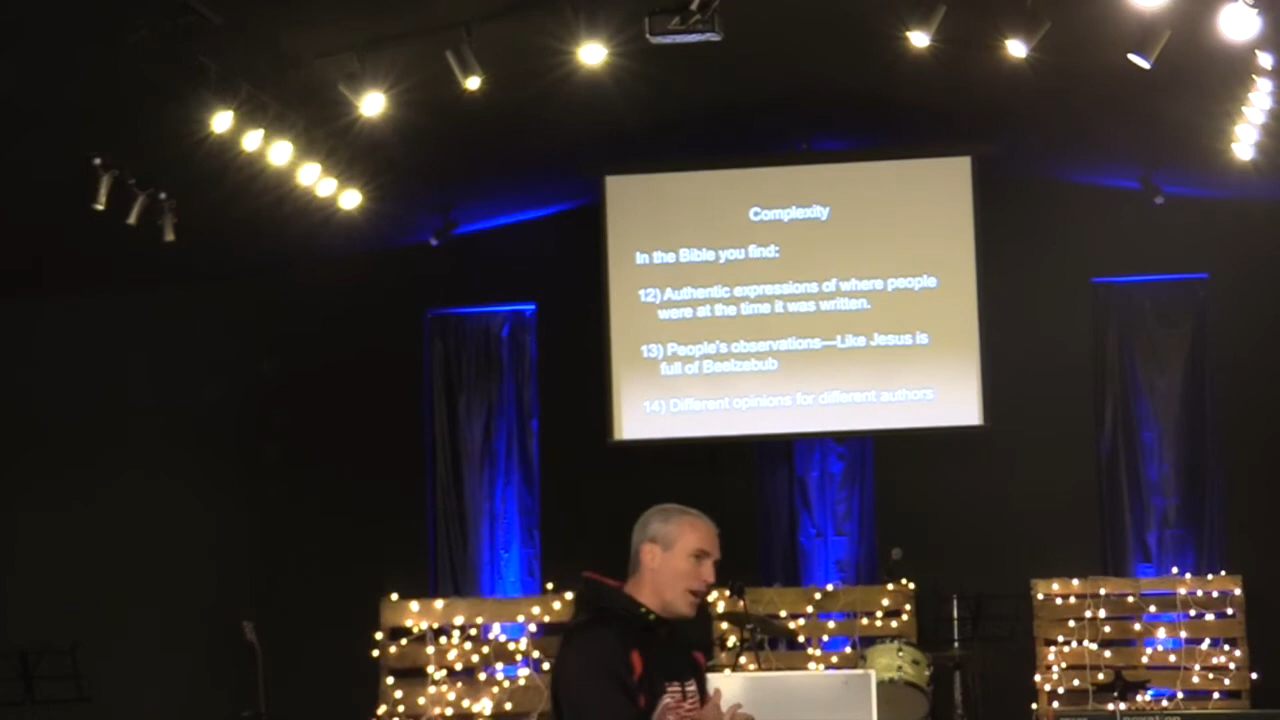 Complexity
In the Bible you find:
12) Authentic expressions of where people
were at the time it was written.
13) People's observations—Like Jesus is
full of Beelzebub
14) Different opinions for different authors